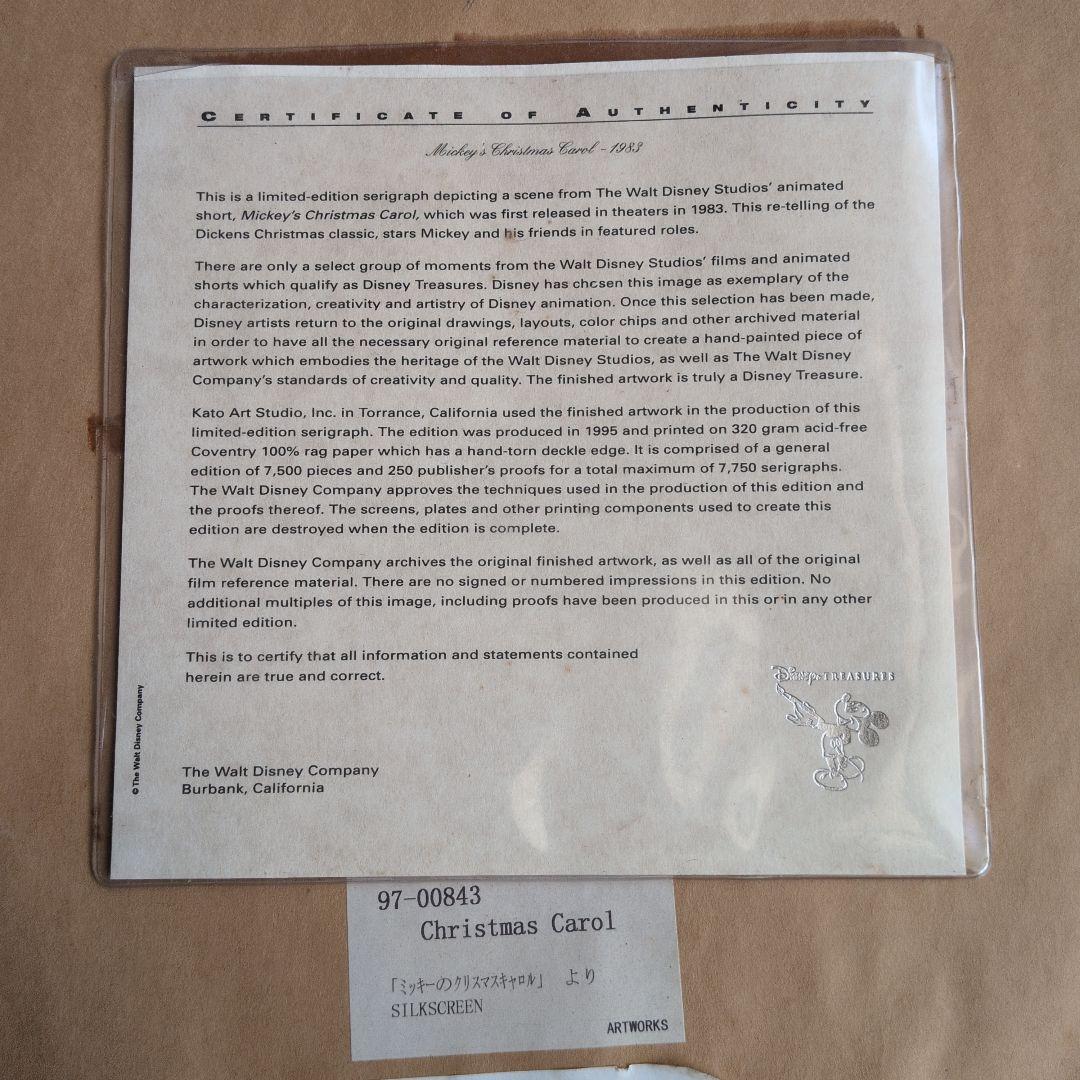 CERTIFICATE OF AUTHENTICITY
Mickey's Christmas Carol - 1983
This is a limited-edition serigraph depicting a scene from The Walt Disney Studios' animated
short, Mickey's Christmas Carol, which was first released in theaters in 1983. This re-telling of the
Dickens Christmas classic, stars Mickey and his friends in featured roles.
There are only a select group of moments from the Walt Disney Studios' films and animated
shorts which qualify as Disney Treasures. Disney has chosen this image as exemplary of the
characterization, creativity and artistry of Disney animation. Once this selection has been made,
Disney artists return to the original drawings, layouts, color chips and other archived material
in order to have all the necessary original reference material to create a hand-painted piece of
artwork which embodies the heritage of the Walt Disney Studios, as well as The Walt Disney
Company's standards of creativity and quality. The finished artwork is truly a Disney Treasure.
Kato Art Studio, Inc. in Torrance, California used the finished artwork in the production of this
limited-edition serigraph. The edition was produced in 1995 and printed on 320 gram acid-free
Coventry 100% rag paper which has a hand-torn deckle edge. It is comprised of a general
edition of 7,500 pieces and 250 publisher's proofs for a total maximum of 7,750 serigraphs.
The Walt Disney Company approves the techniques used in the production of this edition and
the proofs thereof. The screens, plates and other printing components used to create this
edition are destroyed when the edition is complete.
The Walt Disney Company archives the original finished artwork, as well as all of the original
film reference material. There are no signed or numbered impressions in this edition. No
additional multiples of this image, including proofs have been produced in this or in any other
limited edition.
This is to certify that all information and statements contained
herein are true and correct.
Disney's TREASURES
© The Walt Disney Company
The Walt Disney Company
Burbank, California
97-00843
Christmas Carol
「ミッキーのクリスマスキャロル」 より
SILKSCREEN
ARTWORKS